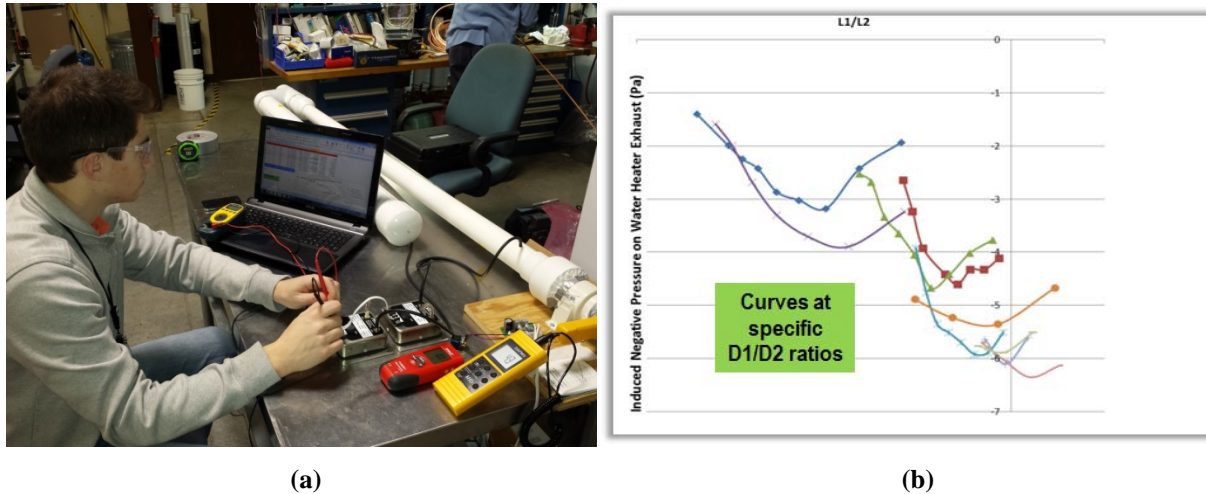 L1/L2
Induced Negative Pressure on Water Heater Exhaust (Pa)
0
-1
-2
-3
-4
-5
-6
-7
Curves at
specific
D1/D2 ratios
(a)
(b)